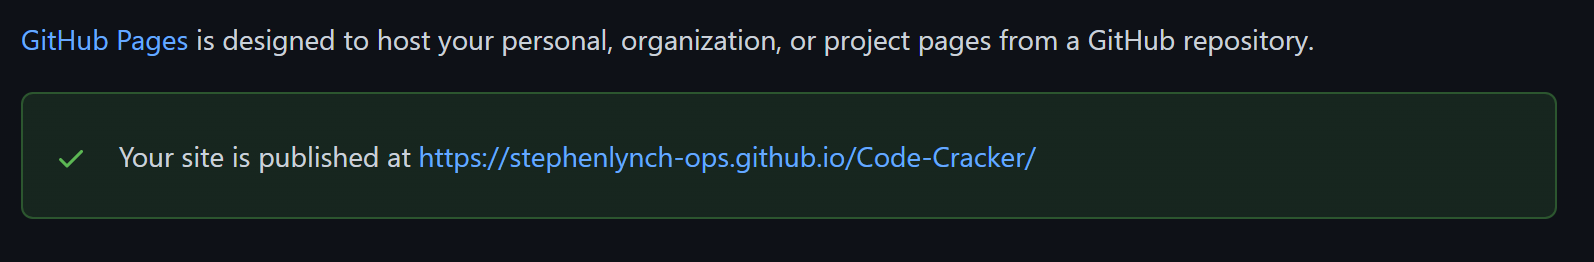 GitHub Pages is designed to host your personal, organization, or project pages from a GitHub repository.
Your site is published at https://stephenlynch-ops.github.io/Code-Cracker/